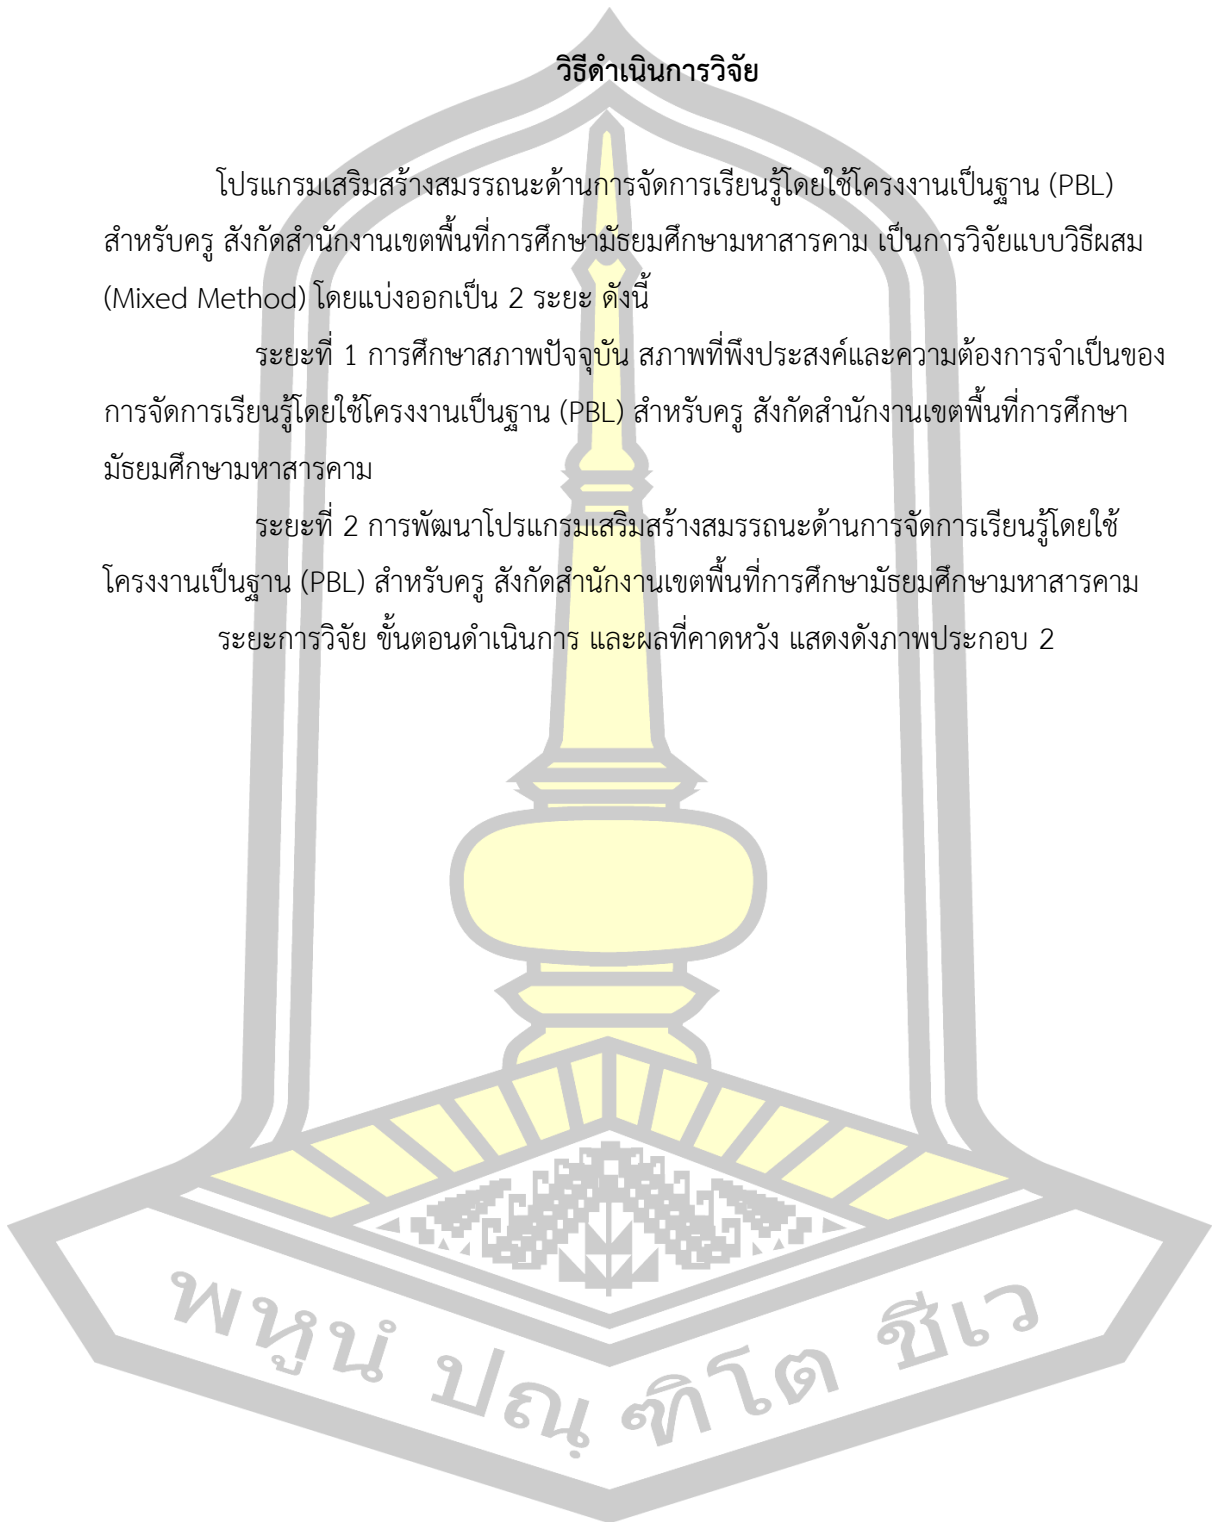 วิธีดำเนินการวิจัย
โปรแกรมเสริมสร้างสมรรถนะด้านการจัดการเรียนรู้โดยใช้โครงงานเป็นฐาน (PBL)
สำหรับครู สังกัดสำนักงานเขตพื้นที่การศึกษามัธยมศึกษามหาสารคาม เป็นการวิจัยแบบวิธีผสม
(Mixed Method) โดยแบ่งออกเป็น 2 ระยะ ดังนี้
ระยะที่ 1 การศึกษาสภาพปัจจุบัน สภาพที่พึงประสงค์และความต้องการจำเป็นของ
การจัดการเรียนรู้โดยใช้โครงงานเป็นฐาน (PBL) สำหรับครู สังกัดสำนักงานเขตพื้นที่การศึกษา
มัธยมศึกษามหาสารคาม
ระยะที่ 2 การพัฒนาโปรแกรมเสริมสร้างสมรรถนะด้านการจัดการเรียนรู้โดยใช้
โครงงานเป็นฐาน (PBL) สำหรับครู สังกัดสำนักงานเขตพื้นที่การศึกษามัธยมศึกษามหาสารคาม
ระยะการวิจัย ขั้นตอนดำเนินการ และผลที่คาดหวัง แสดงดังภาพประกอบ 2
พหูนํ ปณฺฑิโต ชีเว